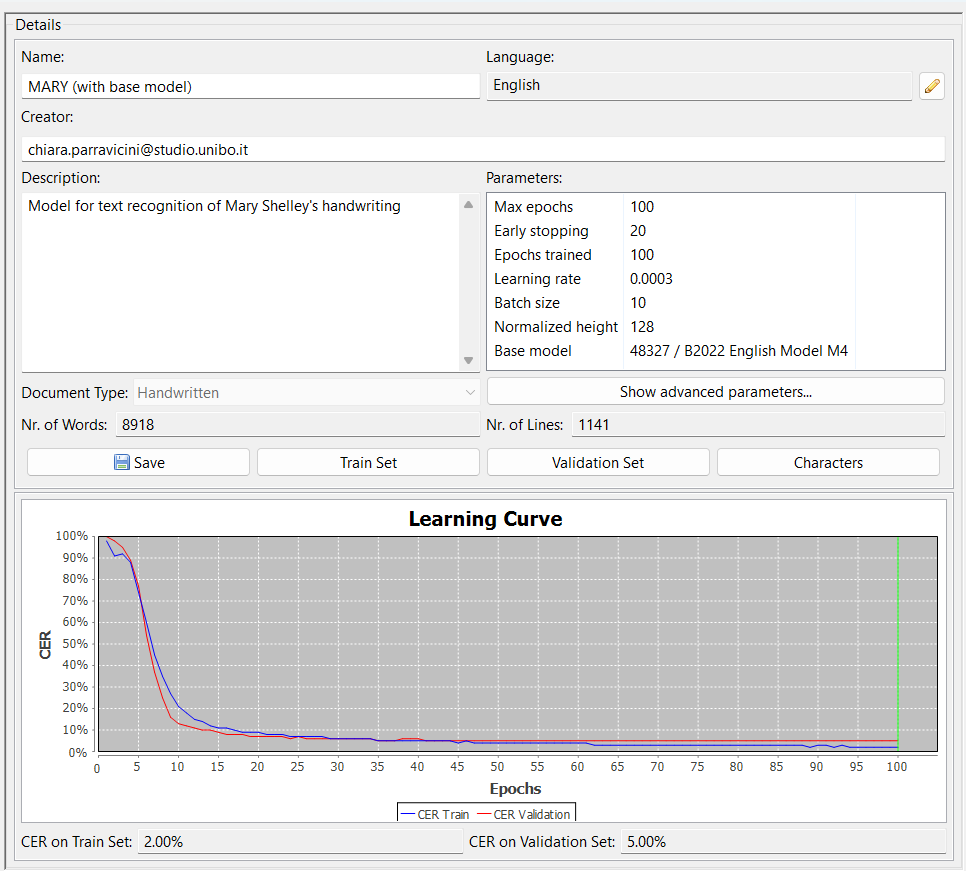 Details
Name:
MARY (with base model)
Language:
English
Creator:
chiara.parravicini@studio.unibo.it
Description:
Model for text recognition of Mary Shelley's handwriting
Parameters:
Max epochs 100
Early stopping 20
Epochs trained 100
Learning rate 0.0003
Batch size 10
Normalized height 128
Base model 48327 / B2022 English Model M4
Document Type: Handwritten
Show advanced parameters...
Nr. of Words: 8918
Nr. of Lines: 1141
Save Train Set Validation Set Characters
Learning Curve
100%
90%
80%
70%
60%
50%
40%
30%
20%
10%
0%
CER
0 5 10 15 20 25 30 35 40 45 50 55 60 65 70 75 80 85 90 95 100
Epochs
CER Train CER Validation
CER on Train Set: 2.00%
CER on Validation Set: 5.00%